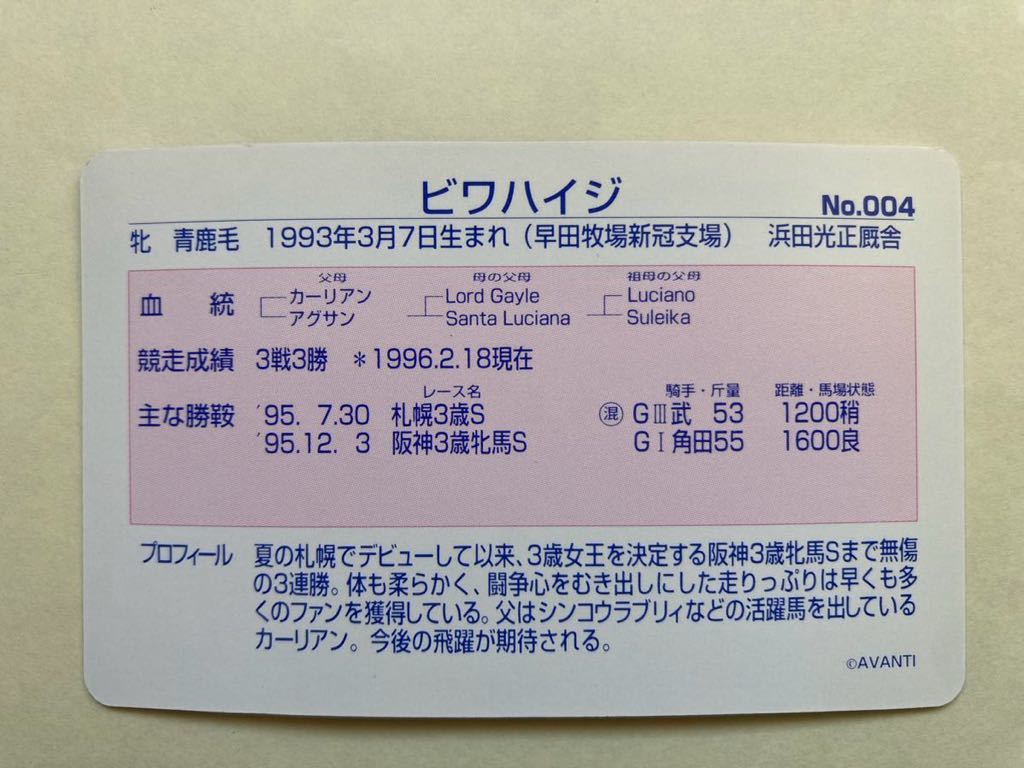 ビワハイジ No.004
牝 青鹿毛 1993年3月7日生まれ（早田牧場新冠支場） 浜田光正厩舎
父母 母の父母 祖母の父母
血統 カーリアン Lord Gayle Luciano
アグサン Santa Luciana Suleika
競走成績 3戦3勝 ＊1996.2.18現在
レース名 騎手・斤量 距離・馬場状態
主な勝鞍 '95. 7.30 札幌3歳S ㊣混 GⅢ武 53 1200稍
'95.12. 3 阪神3歳牝馬S GⅠ角田55 1600良
プロフィール 夏の札幌でデビューして以来、3歳女王を決定する阪神3歳牝馬Sまで無傷
の3連勝。体も柔らかく、闘争心をむき出しにした走りっぷりは早くも多
くのファンを獲得している。父はシンコウラブリィなどの活躍馬を出している
カーリアン。今後の飛躍が期待される。
©AVANTI